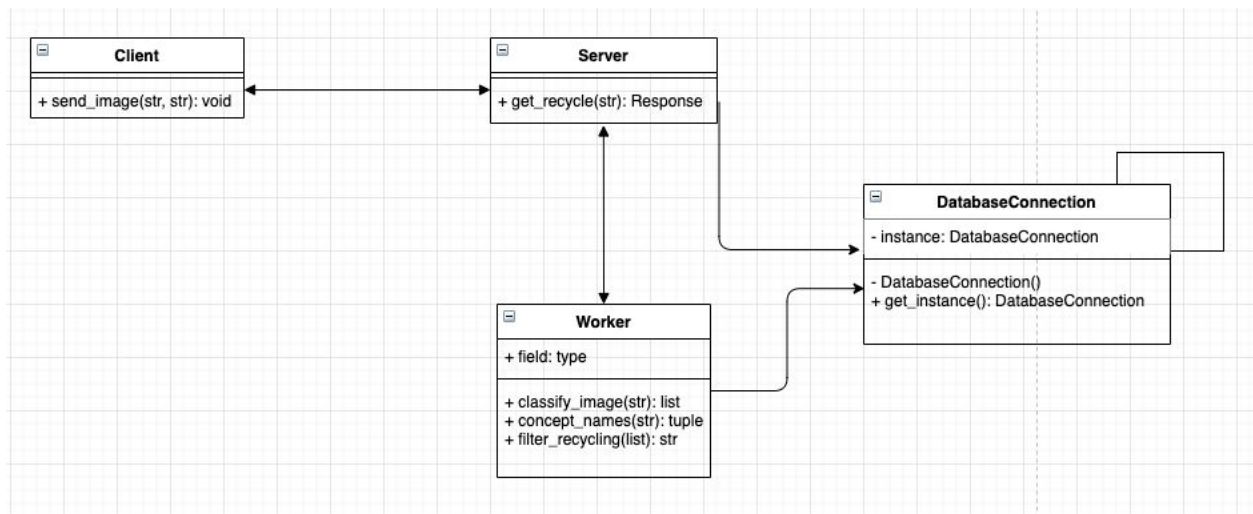 Client
+ send_image(str, str): void
Server
+ get_recycle(str): Response
DatabaseConnection
- instance: DatabaseConnection
- DatabaseConnection()
+ get_instance(): DatabaseConnection
Worker
+ field: type
+ classify_image(str): list
+ concept_names(str): tuple
+ filter_recycling(list): str